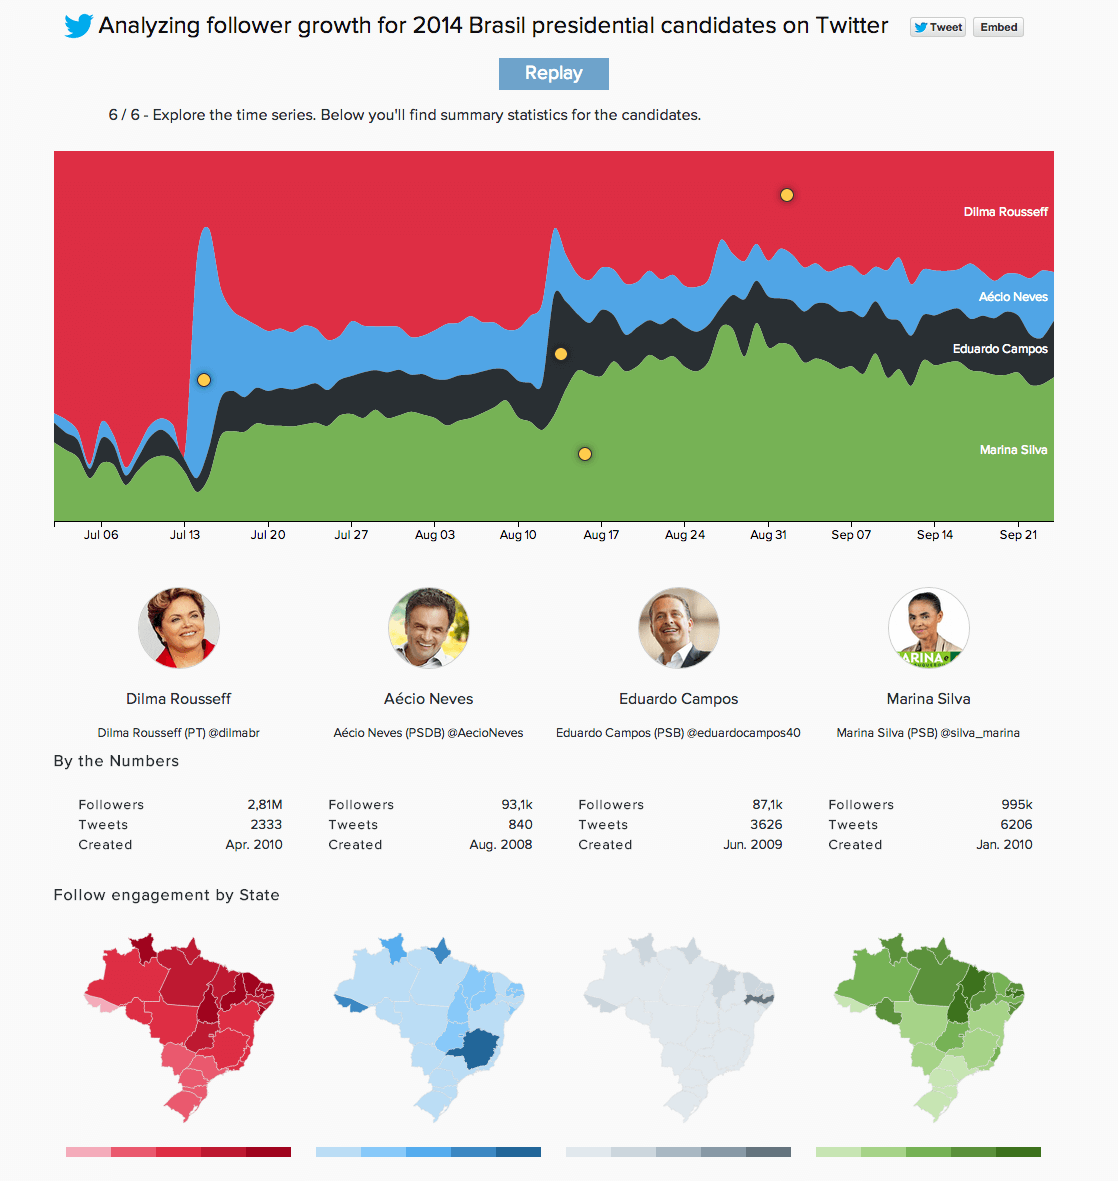 Analyzing follower growth for 2014 Brasil presidential candidates on Twitter
Tweet
Embed
Replay
6 / 6 - Explore the time series. Below you'll find summary statistics for the candidates.
Dilma Rousseff
Aécio Neves
Eduardo Campos
Marina Silva
Jul 06 Jul 13 Jul 20 Jul 27 Aug 03 Aug 10 Aug 17 Aug 24 Aug 31 Sep 07 Sep 14 Sep 21
Dilma Rousseff Aécio Neves Eduardo Campos Marina Silva
Dilma Rousseff (PT) @dilmabr Aécio Neves (PSDB) @AecioNeves Eduardo Campos (PSB) @eduardocampos40 Marina Silva (PSB) @silva_marina
By the Numbers
Followers 2,81M Followers 93,1k Followers 87,1k Followers 995k
Tweets 2333 Tweets 840 Tweets 3626 Tweets 6206
Created Apr. 2010 Created Aug. 2008 Created Jun. 2009 Created Jan. 2010
Follow engagement by State